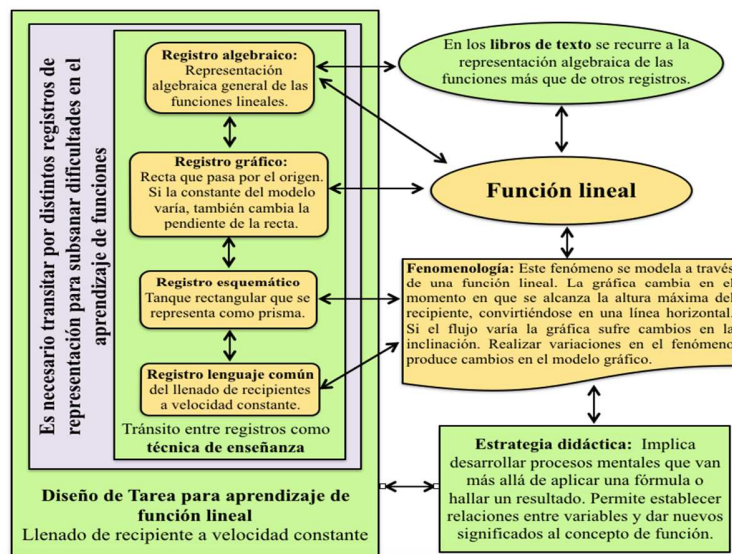 Es necesario transitar por distintos registros de
representación para subsanar dificultades en el
aprendizaje de funciones
Registro algebraico:
Representación
algebraica general de las
funciones lineales.
Registro gráfico:
Recta que pasa por el origen.
Si la constante del modelo
varía, también cambia la
pendiente de la recta.
Registro esquemático
Tanque rectangular que se
representa como prisma.
Registro lenguaje común
del llenado de recipientes
a velocidad constante.
Tránsito entre registros como
técnica de enseñanza
Diseño de Tarea para aprendizaje de
función lineal
Llenado de recipiente a velocidad constante
En los libros de texto se recurre a la
representación algebraica de las
funciones más que de otros registros.
Función lineal
Fenomenología: Este fenómeno se modela a través
de una función lineal. La gráfica cambia en el
momento en que se alcanza la altura máxima del
recipiente, convirtiéndose en una línea horizontal.
Si el flujo varía la gráfica sufre cambios en la
inclinación. Realizar variaciones en el fenómeno
produce cambios en el modelo gráfico.
Estrategia didáctica: Implica
desarrollar procesos mentales que van
más allá de aplicar una fórmula o
hallar un resultado. Permite establecer
relaciones entre variables y dar nuevos
significados al concepto de función.